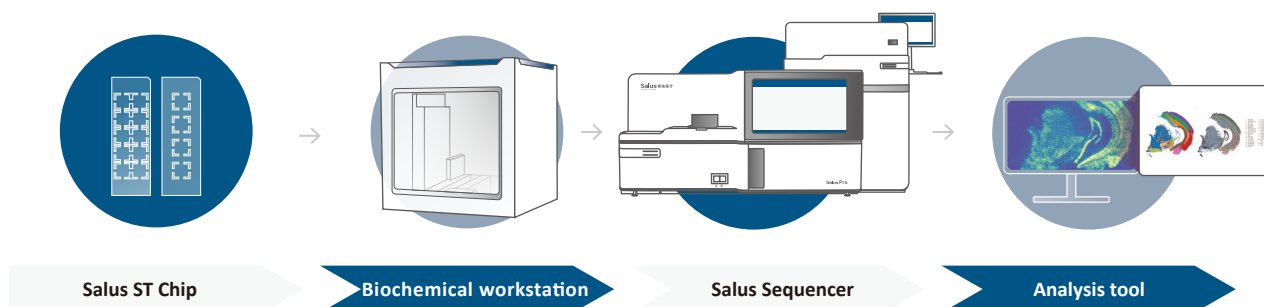 Salus
Salus Pro
Salus ST Chip
Biochemical workstation
Salus Sequencer
Analysis tool